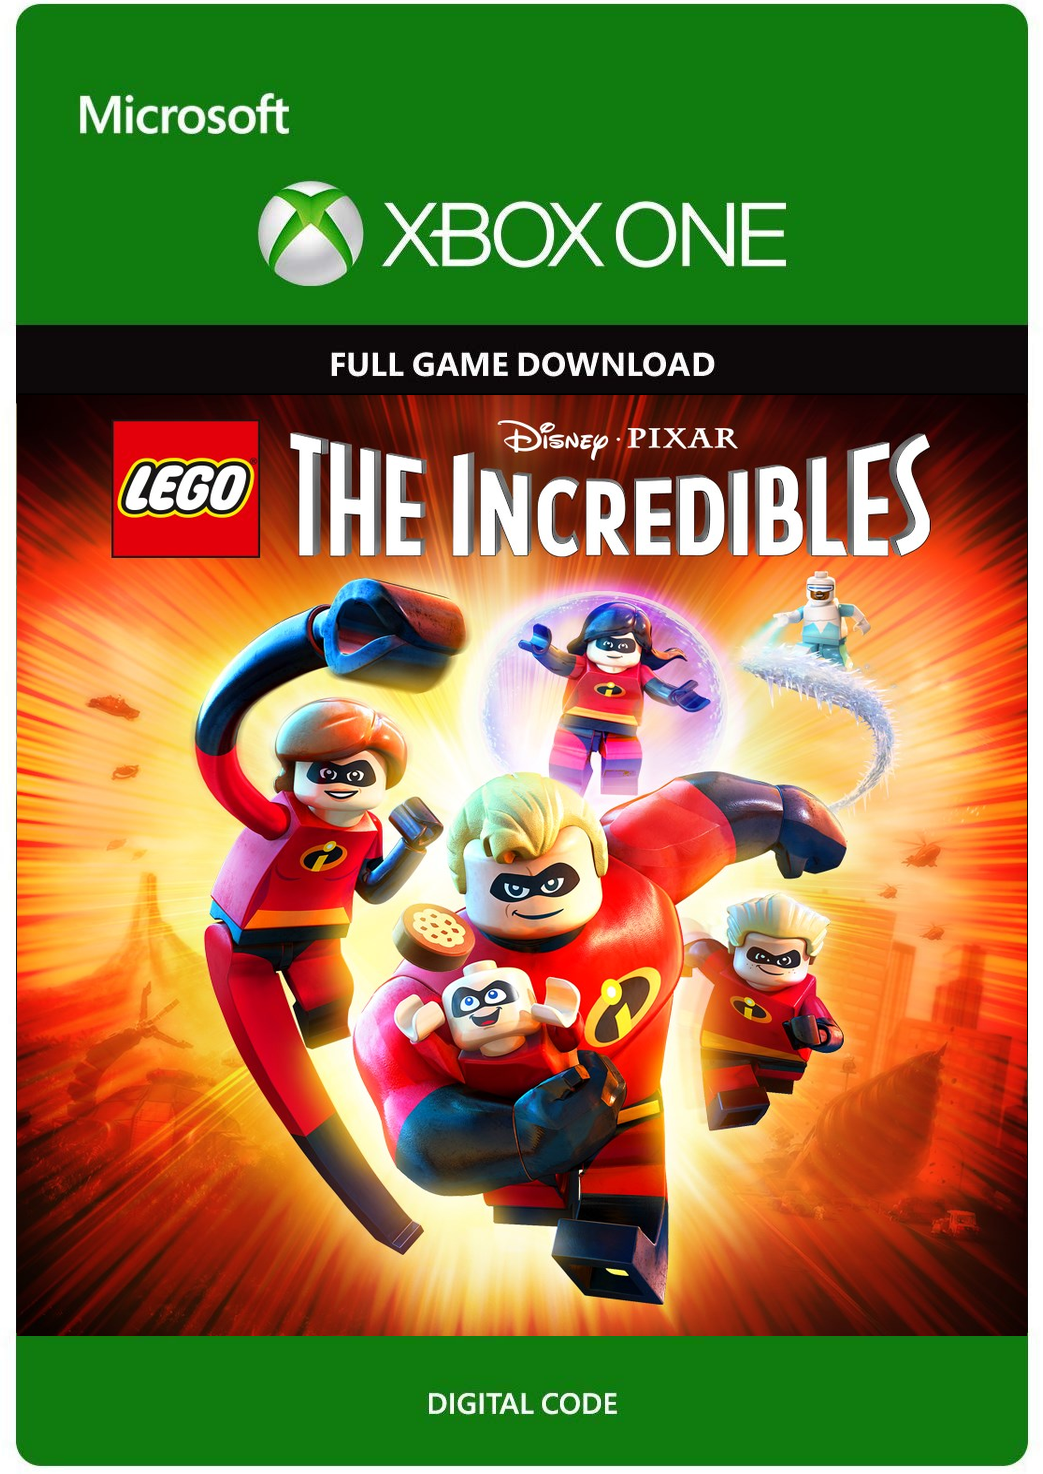 Microsoft
XBOX ONE
FULL GAME DOWNLOAD
Disney · PIXAR
LEGO
THE INCREDIBLES
DIGITAL CODE